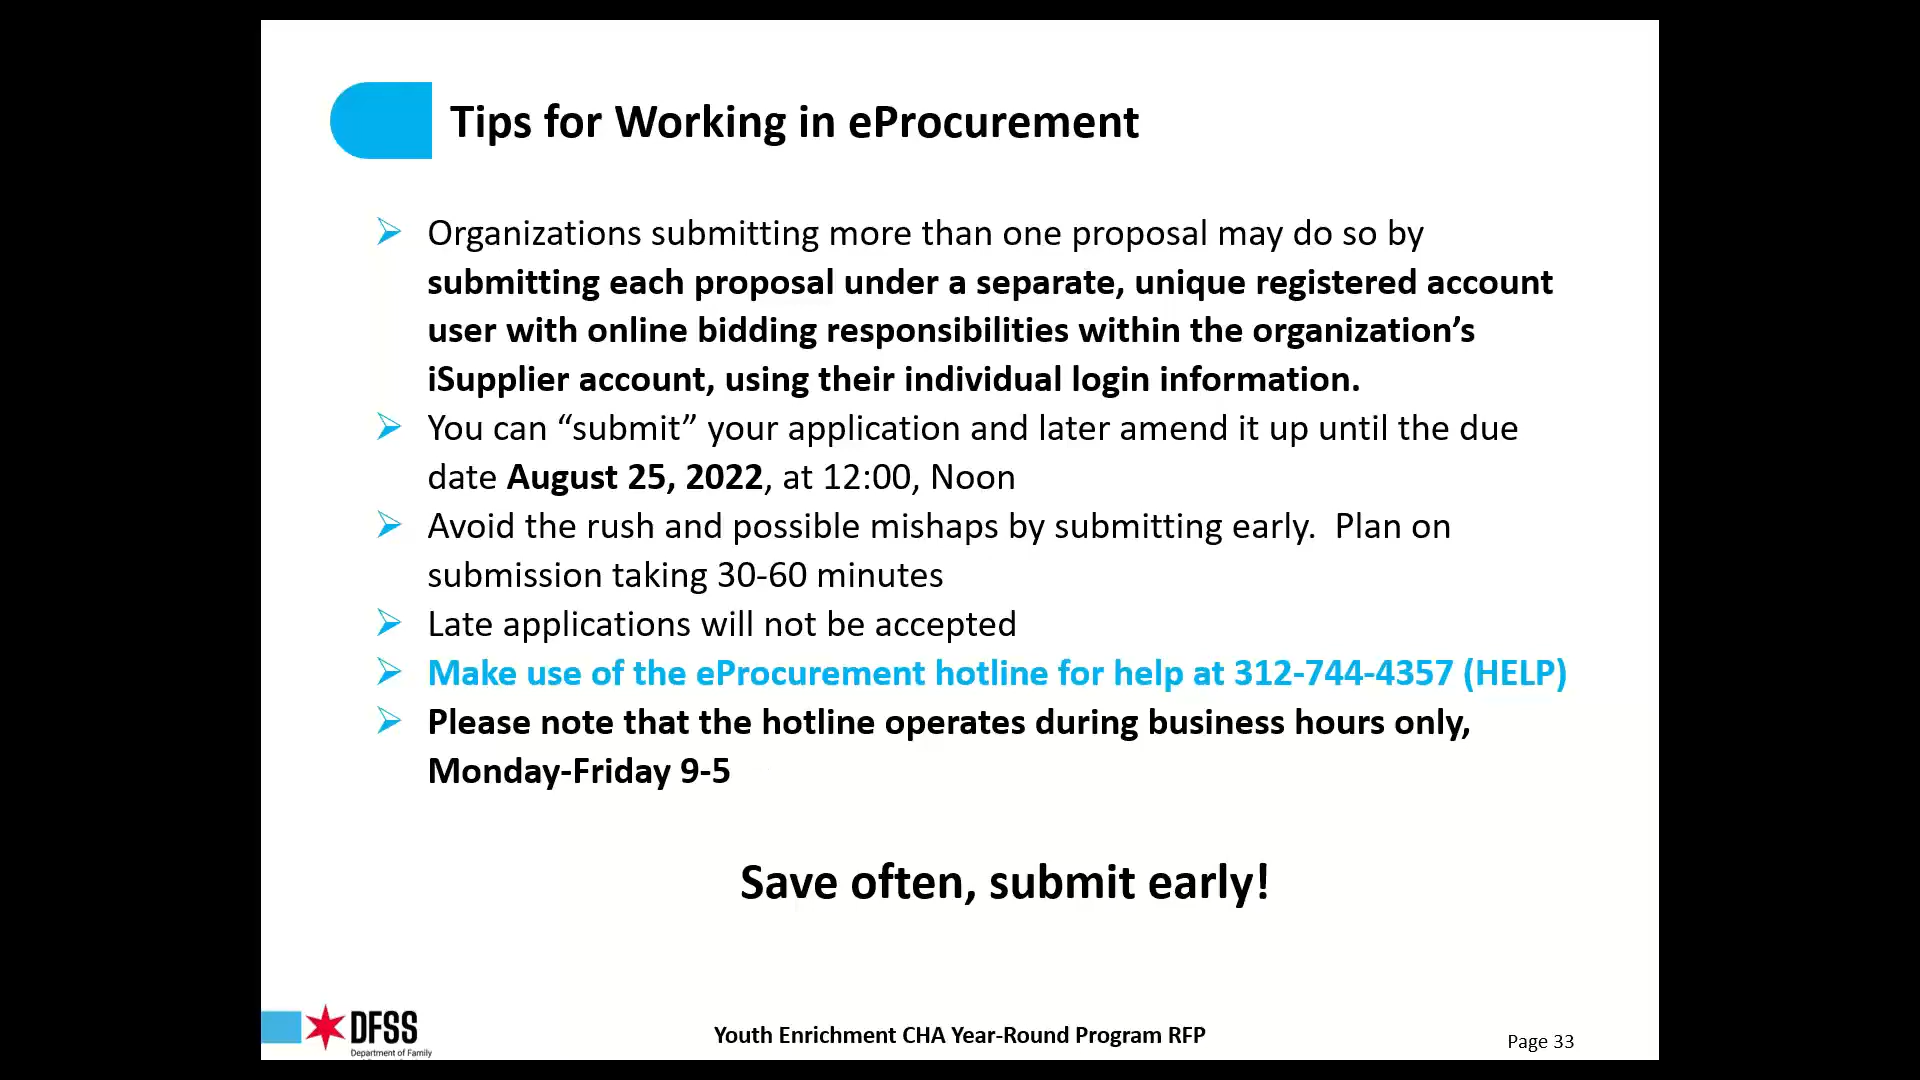 Tips for Working in eProcurement
Organizations submitting more than one proposal may do so by
submitting each proposal under a separate, unique registered account
user with online bidding responsibilities within the organization’s
iSupplier account, using their individual login information.
You can “submit” your application and later amend it up until the due
date August 25, 2022, at 12:00, Noon
Avoid the rush and possible mishaps by submitting early.  Plan on
submission taking 30-60 minutes
Late applications will not be accepted
Make use of the eProcurement hotline for help at 312-744-4357 (HELP)
Please note that the hotline operates during business hours only,
Monday-Friday 9-5
Save often, submit early!
DFSS
Department of Family
Youth Enrichment CHA Year-Round Program RFP
Page 33